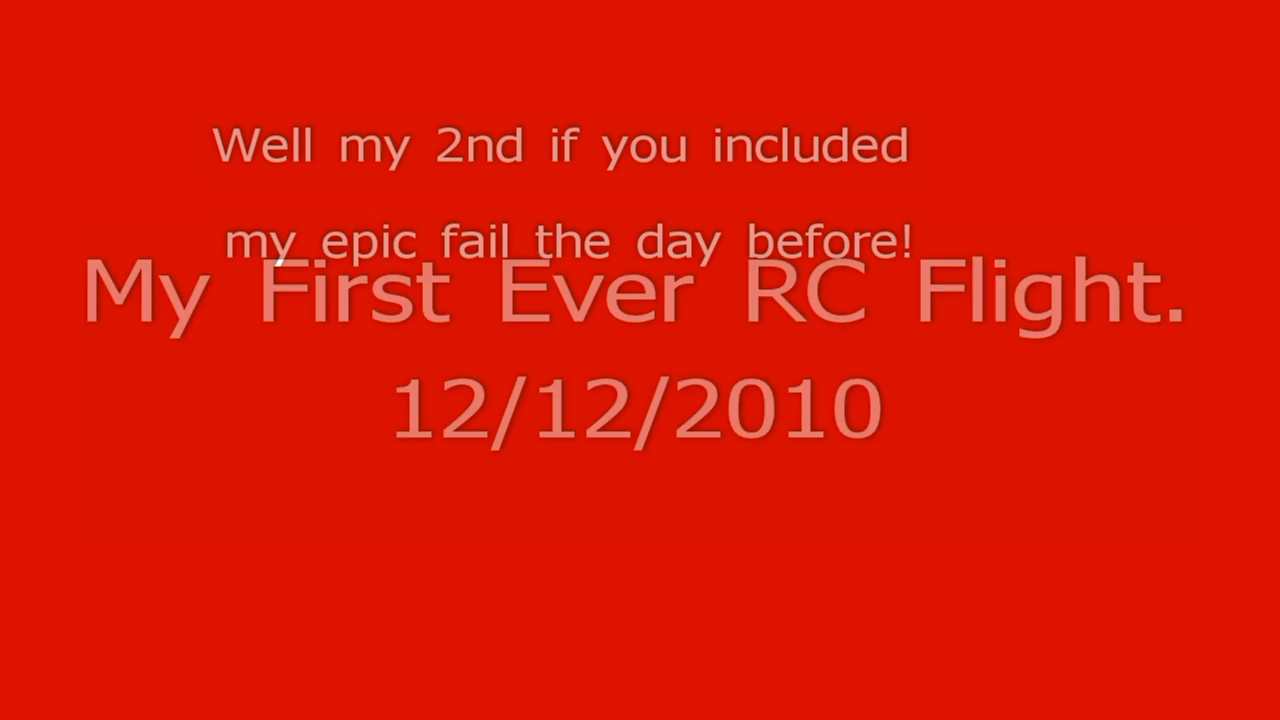 Well my 2nd if you included
my epic fail the day before!
My First Ever RC Flight.
12/12/2010